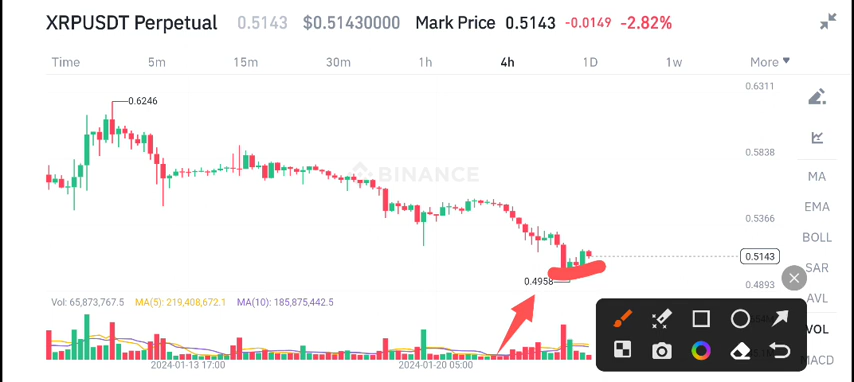 XRPUSDT Perpetual 0.5143 $0.51430000 Mark Price 0.5143 -0.0149 -2.82%
Time 5m 15m 30m 1h 4h 1D 1w More
0.6311
0.6246
0.5838
MA
BINANCE
EMA
0.5366
BOLL
0.5143
SAR
0.4958
0.4893
AVL
Vol: 65,873,767.5 MA(5): 219,408,672.1 MA(10): 185,875,442.5
VOL
MACD
2024-01-13 17:00 2024-01-20 05:00